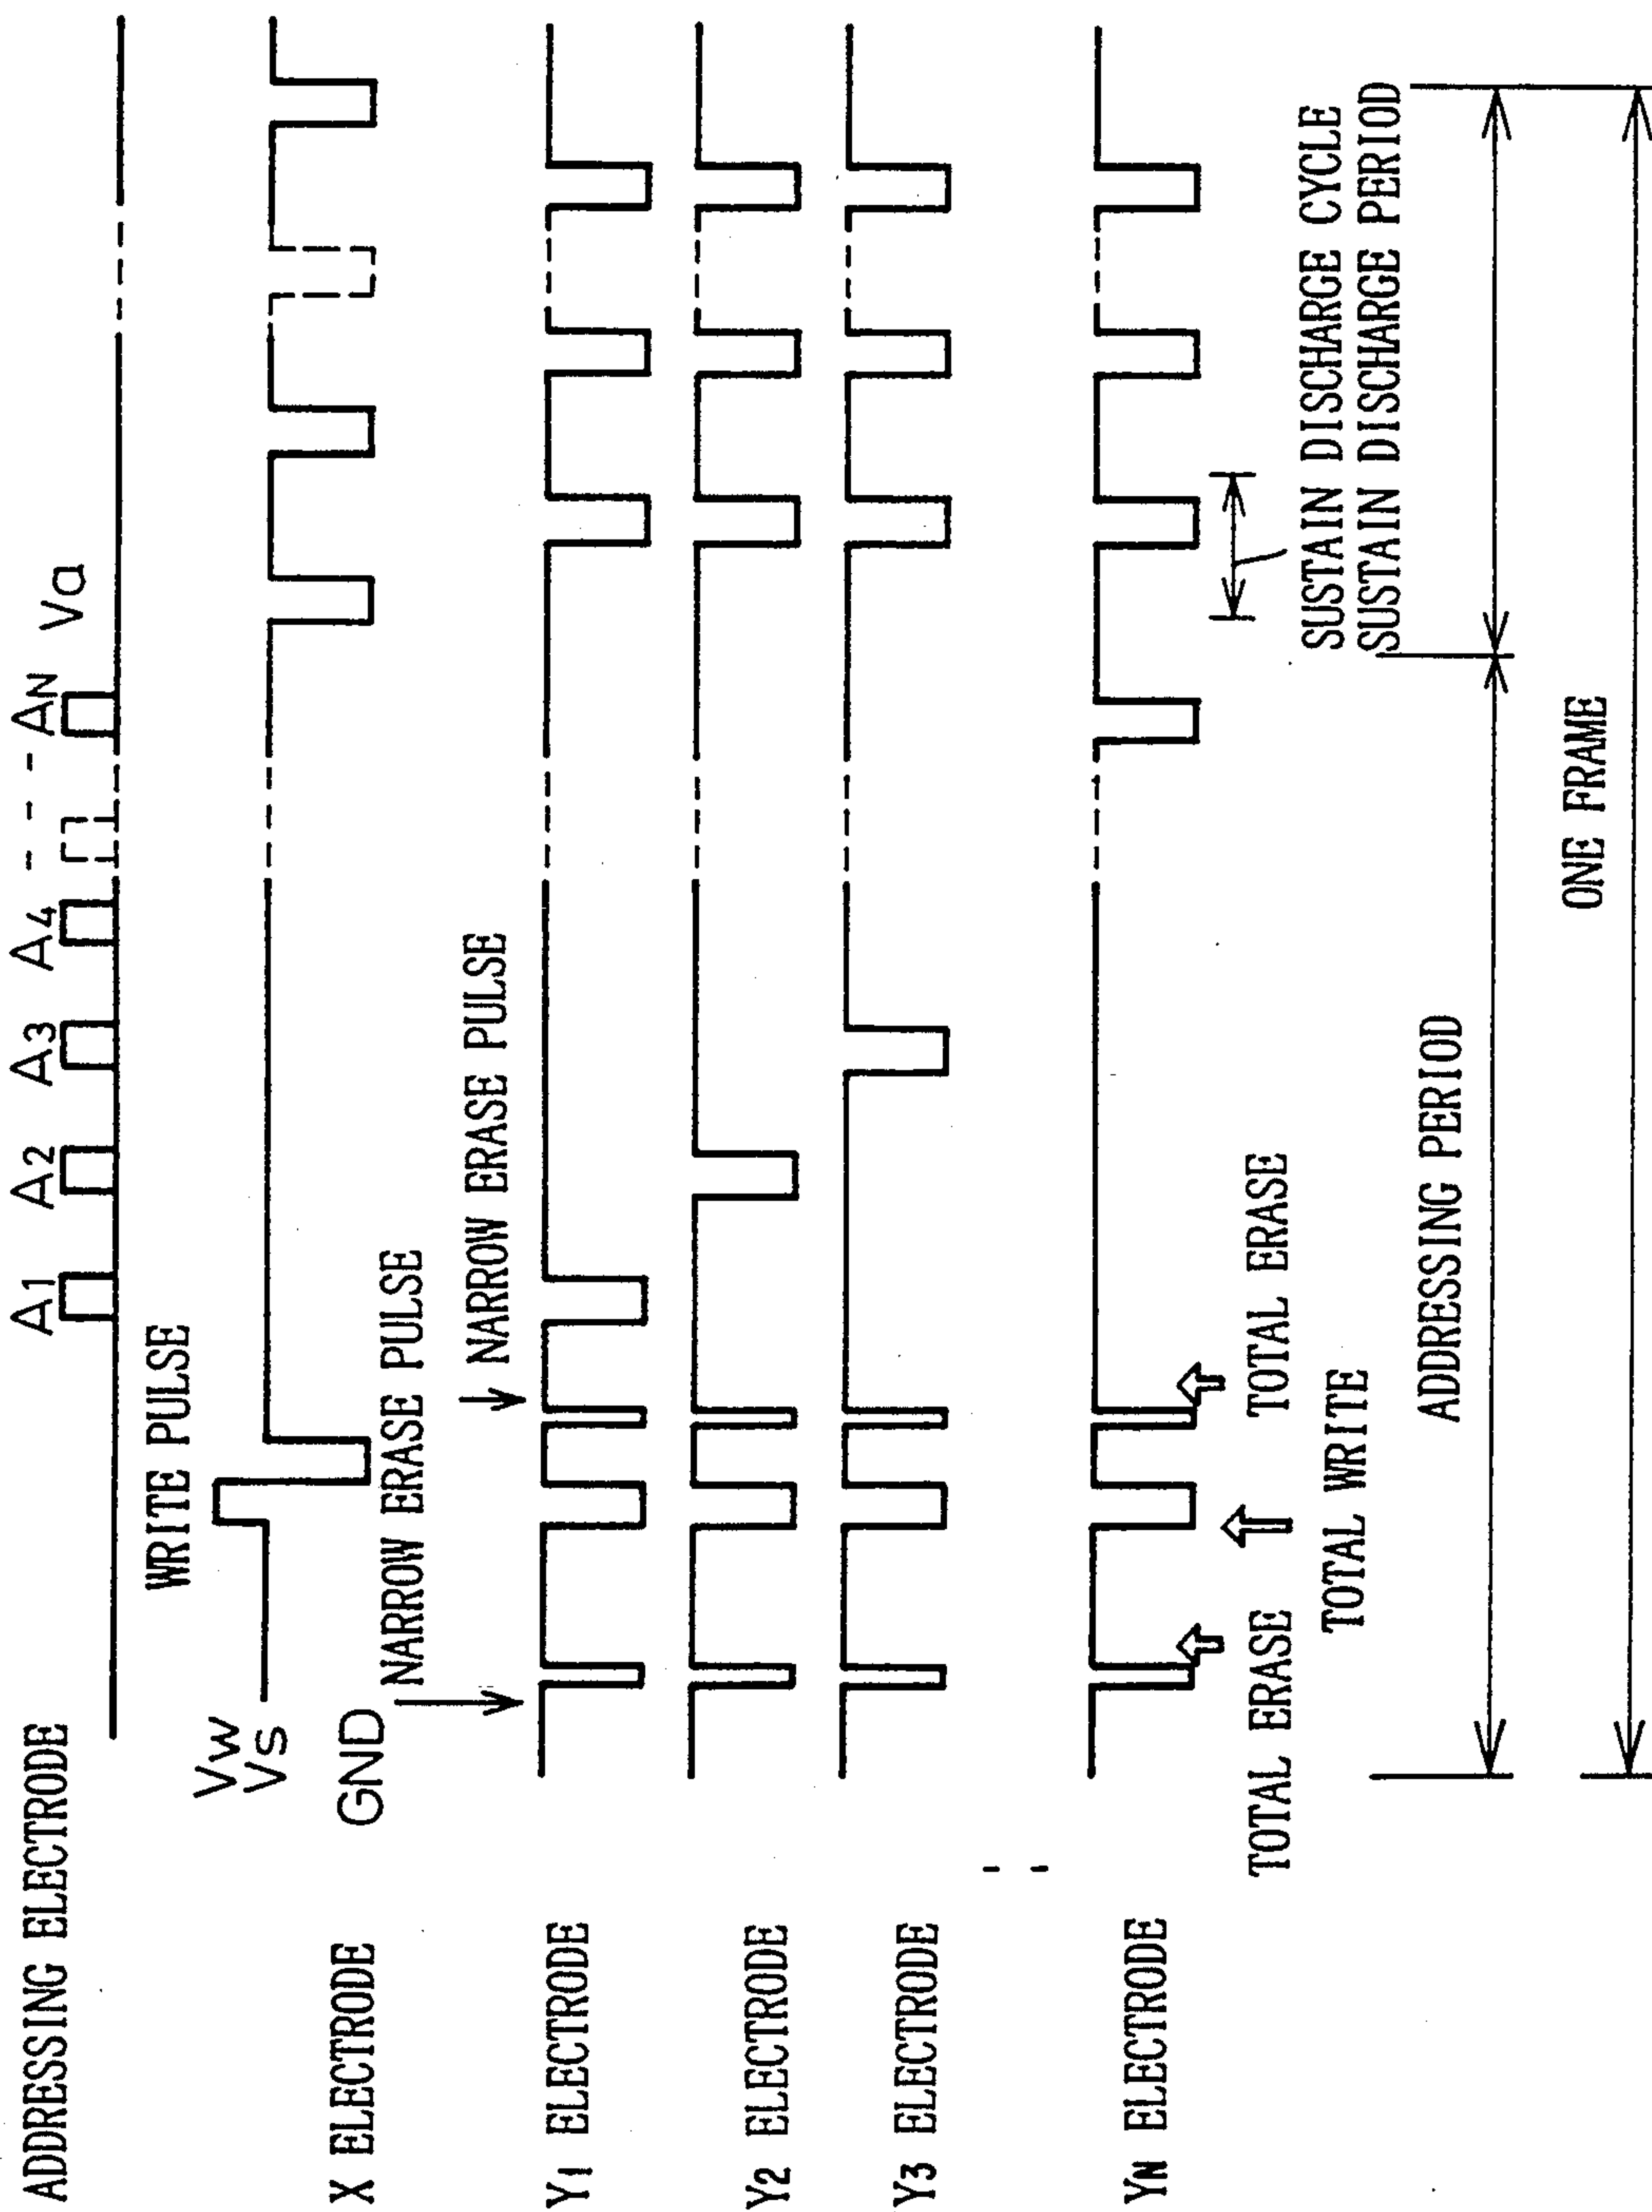 ADDRESSING ELECTRODE
A1 A2 A3 A4 - - - AN Va
WRITE PULSE
Vw
Vs
GND
X ELECTRODE
NARROW ERASE PULSE
NARROW ERASE PULSE
Y1 ELECTRODE
Y2 ELECTRODE
Y3 ELECTRODE
YN ELECTRODE
TOTAL ERASE
TOTAL WRITE
TOTAL ERASE
SUSTAIN DISCHARGE CYCLE
SUSTAIN DISCHARGE PERIOD
ADDRESSING PERIOD
ONE FRAME